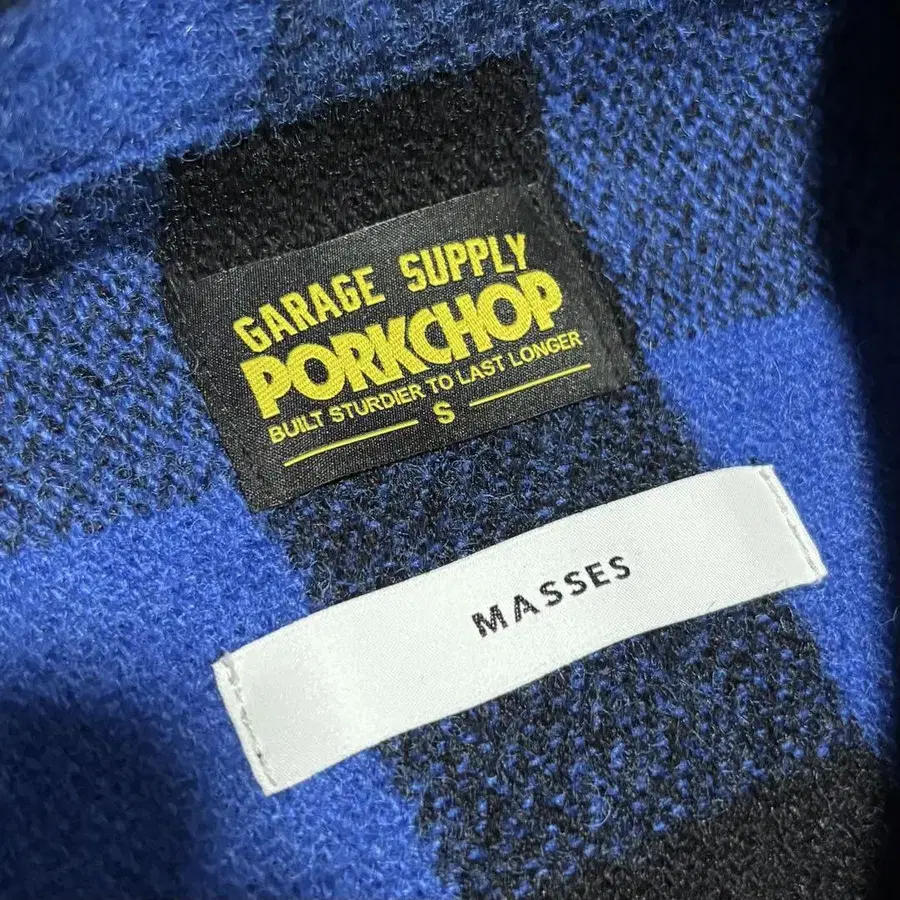 GARAGE SUPPLY
PORKCHOP
BUILT STURDIER TO LAST LONGER
S
MASSES